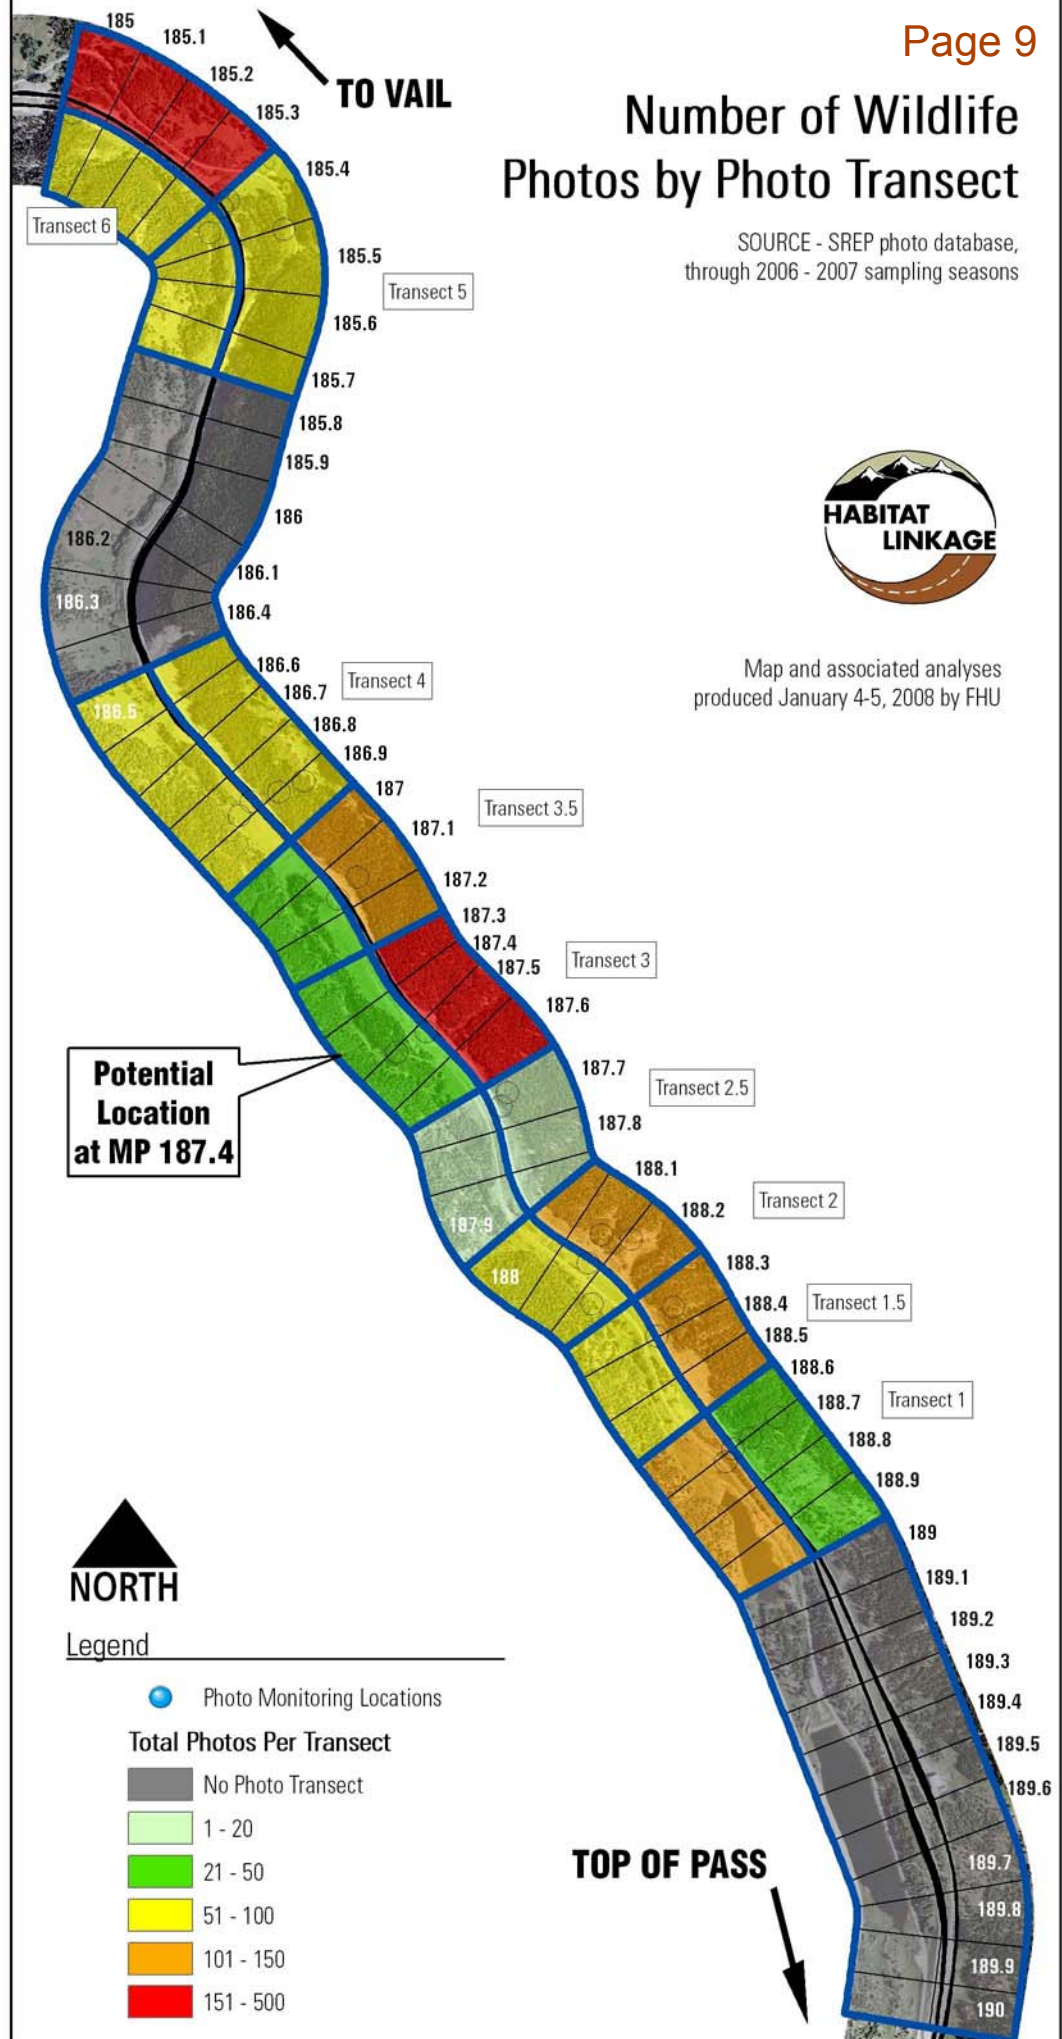 Page 9
Number of Wildlife
Photos by Photo Transect
SOURCE - SREP photo database,
through 2006 - 2007 sampling seasons
TO VAIL
185
185.1
185.2
185.3
185.4
Transect 6
185.5
Transect 5
185.6
185.7
185.8
185.9
186
186.2
186.1
186.3
186.4
HABITAT
LINKAGE
Map and associated analyses
produced January 4-5, 2008 by FHU
186.6
Transect 4
186.7
186.5
186.8
186.9
187
Transect 3.5
187.1
187.2
187.3
187.4
Transect 3
187.5
187.6
Potential
Location
at MP 187.4
187.7
Transect 2.5
187.8
188.1
Transect 2
188.2
187.9
188.3
188
188.4
Transect 1.5
188.5
188.6
Transect 1
188.7
188.8
188.9
189
189.1
189.2
189.3
189.4
189.5
189.6
189.7
189.8
189.9
190
TOP OF PASS
NORTH
Legend
Photo Monitoring Locations
Total Photos Per Transect
No Photo Transect
1 - 20
21 - 50
51 - 100
101 - 150
151 - 500